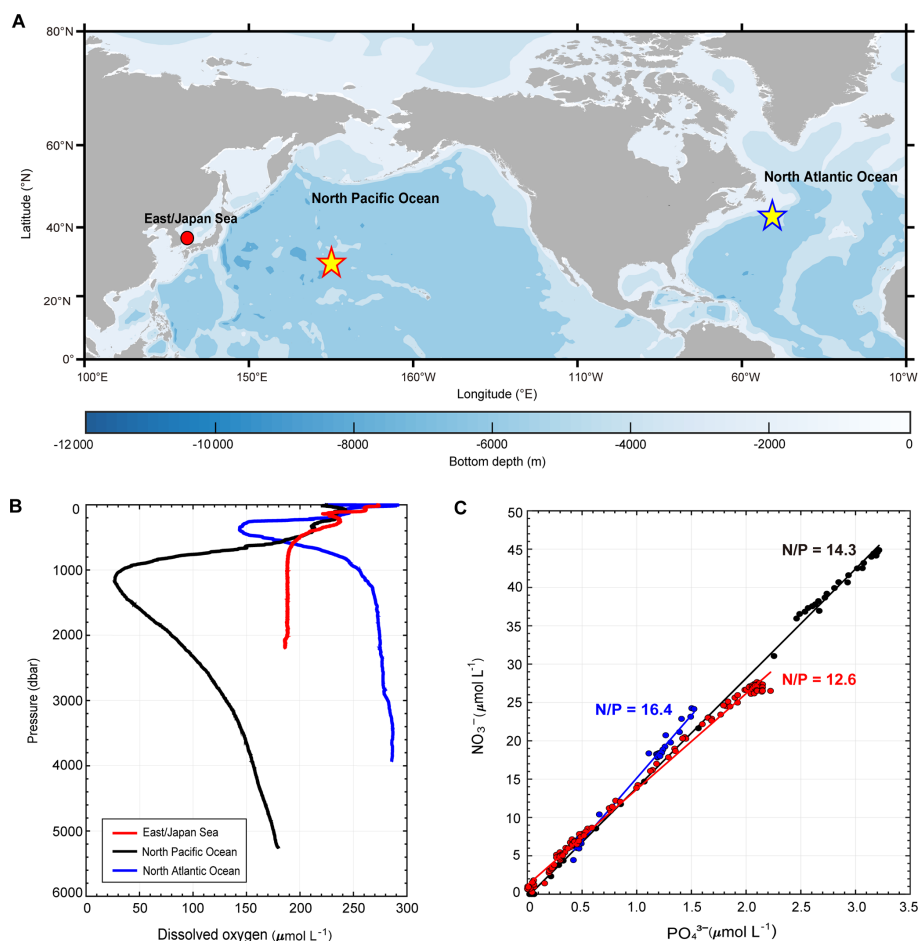 A
80°N
60°N
40°N
20°N
0°
Latitude (°N)
East/Japan Sea
North Pacific Ocean
North Atlantic Ocean
100°E
150°E
160°W
110°W
60°W
10°W
Longitude (°E)
-12 000
-10 000
-8000
-6000
-4000
-2000
0
Bottom depth (m)
B
0
1000
2000
3000
4000
5000
6000
Pressure (dbar)
East/Japan Sea
North Pacific Ocean
North Atlantic Ocean
0
50
100
150
200
250
300
Dissolved oxygen (μmol L⁻¹)
C
50
45
40
35
30
25
20
15
10
5
0
NO₃⁻ (μmol L⁻¹)
N/P = 14.3
N/P = 12.6
N/P = 16.4
0
0.5
1.0
1.5
2.0
2.5
3.0
3.5
PO₄³⁻ (μmol L⁻¹)